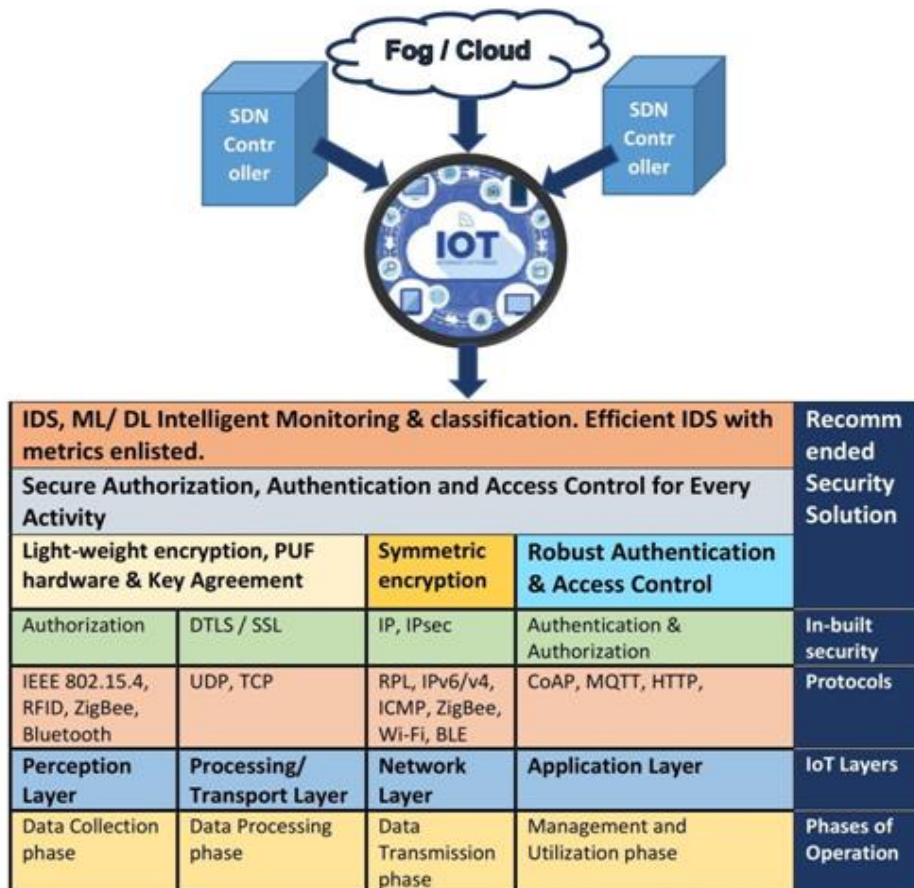 Fog / Cloud
SDN
Contr
oller
SDN
Contr
oller
IOT
IDS, ML/ DL Intelligent Monitoring & classification. Efficient IDS with
metrics enlisted.
Recomm
ended
Security
Solution
Secure Authorization, Authentication and Access Control for Every
Activity
Light-weight encryption, PUF
hardware & Key Agreement
Symmetric
encryption
Robust Authentication
& Access Control
Authorization
DTLS / SSL
IP, IPsec
Authentication &
Authorization
In-built
security
IEEE 802.15.4,
RFID, ZigBee,
Bluetooth
UDP, TCP
RPL, IPv6/v4,
ICMP, ZigBee,
Wi-Fi, BLE
CoAP, MQTT, HTTP,
Protocols
Perception
Layer
Processing/
Transport Layer
Network
Layer
Application Layer
IoT Layers
Data Collection
phase
Data Processing
phase
Data
Transmission
phase
Management and
Utilization phase
Phases of
Operation